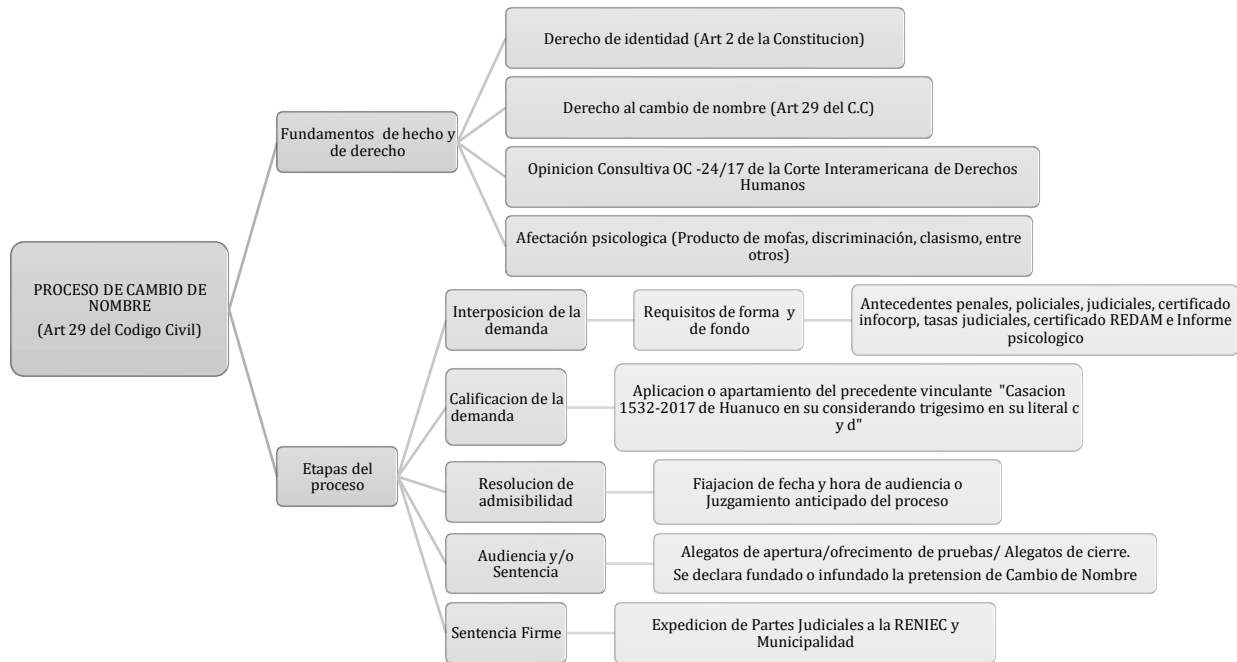 PROCESO DE CAMBIO DE
NOMBRE
(Art 29 del Codigo Civil)
Fundamentos de hecho y
de derecho
Derecho de identidad (Art 2 de la Constitucion)
Derecho al cambio de nombre (Art 29 del C.C)
Opinicion Consultiva OC -24/17 de la Corte Interamericana de Derechos
Humanos
Afectación psicologica (Producto de mofas, discriminación, clasismo, entre
otros)
Etapas del
proceso
Interposicion de la
demanda
Requisitos de forma y
de fondo
Antecedentes penales, policiales, judiciales, certificado
infocorp, tasas judiciales, certificado REDAM e Informe
psicologico
Calificacion de la
demanda
Aplicacion o apartamiento del precedente vinculante "Casacion
1532-2017 de Huanuco en su considerando trigesimo en su literal c
y d"
Resolucion de
admisibilidad
Fiajacion de fecha y hora de audiencia o
Juzgamiento anticipado del proceso
Audiencia y/o
Sentencia
Alegatos de apertura/ofrecimento de pruebas/ Alegatos de cierre.
Se declara fundado o infundado la pretension de Cambio de Nombre
Sentencia Firme
Expedicion de Partes Judiciales a la RENIEC y
Municipalidad